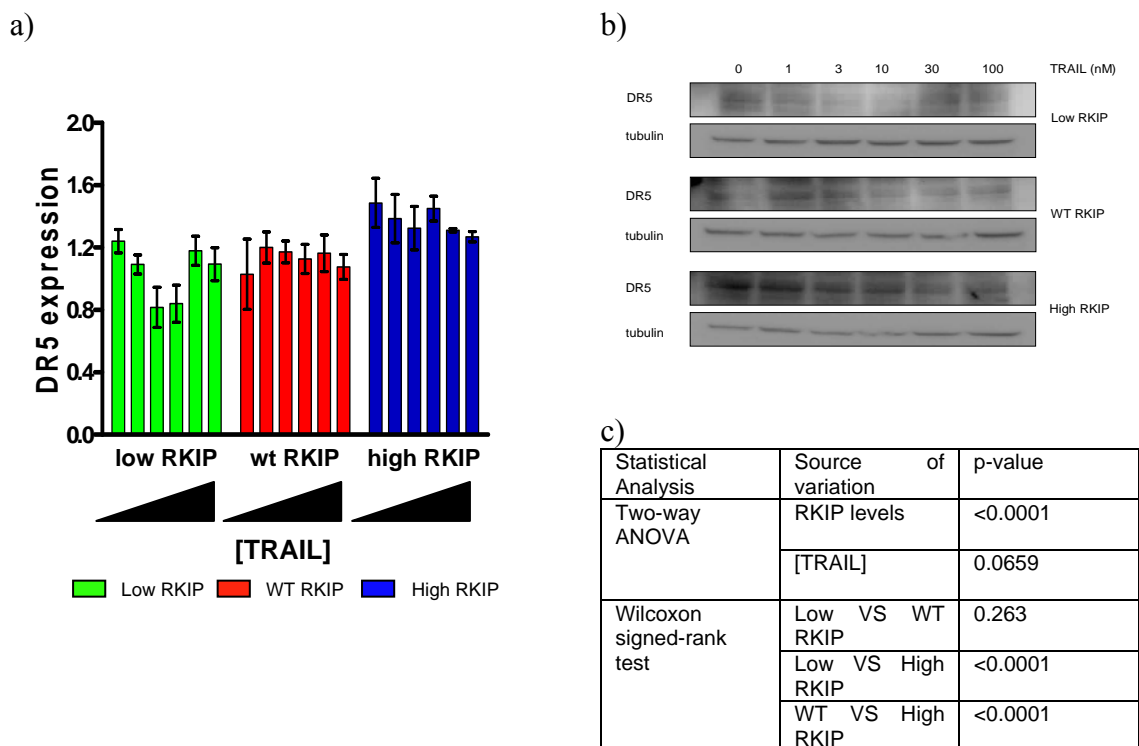 a)
2.0
1.6
1.2
0.8
0.4
0.0
DR5 expression
low RKIP wt RKIP high RKIP
[TRAIL]
Low RKIP WT RKIP High RKIP
b)
0 1 3 10 30 100 TRAIL (nM)
DR5
Low RKIP
tubulin
DR5
WT RKIP
tubulin
DR5
High RKIP
tubulin
c)
Statistical Source of p-value
Analysis variation
Two-way RKIP levels <0.0001
ANOVA
[TRAIL] 0.0659
Wilcoxon Low VS WT 0.263
signed-rank RKIP
test Low VS High <0.0001
RKIP
WT VS High <0.0001
RKIP